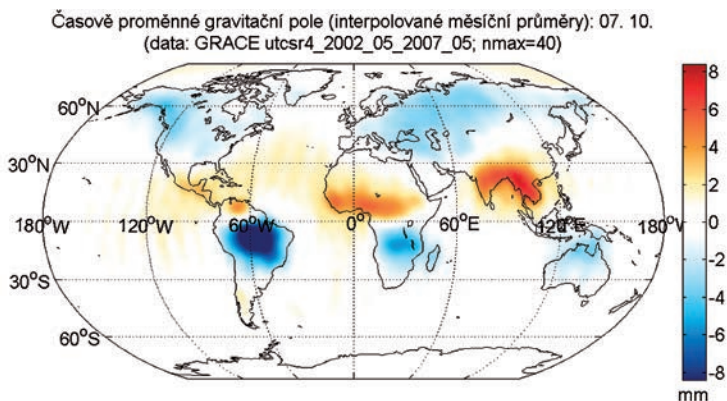 Časově proměnné gravitační pole (interpolované měsíční průměry): 07. 10.
(data: GRACE utcsr4_2002_05_2007_05; nmax=40)
60°N
30°N
180°W 120°W 60°W 0° 60°E 120°E 180°W
30°S
60°S
8
6
4
2
0
-2
-4
-6
-8
mm